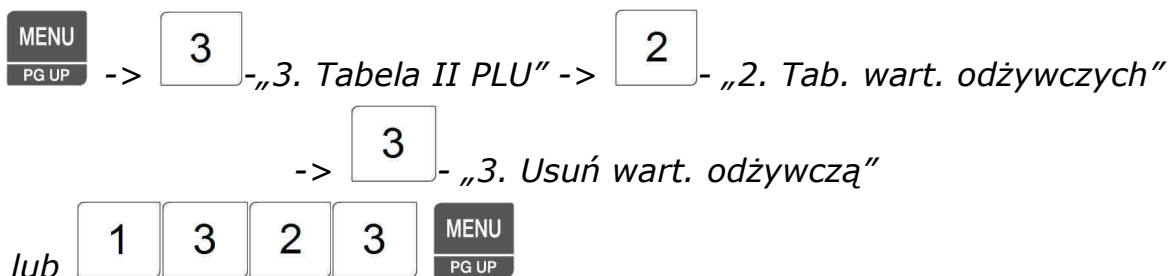 MENU PG UP -> 3 -„3. Tabela II PLU” -> 2 - „2. Tab. wart. odżywczych”
-> 3 - „3. Usuń wart. odżywczą”
lub 1 3 2 3 MENU PG UP